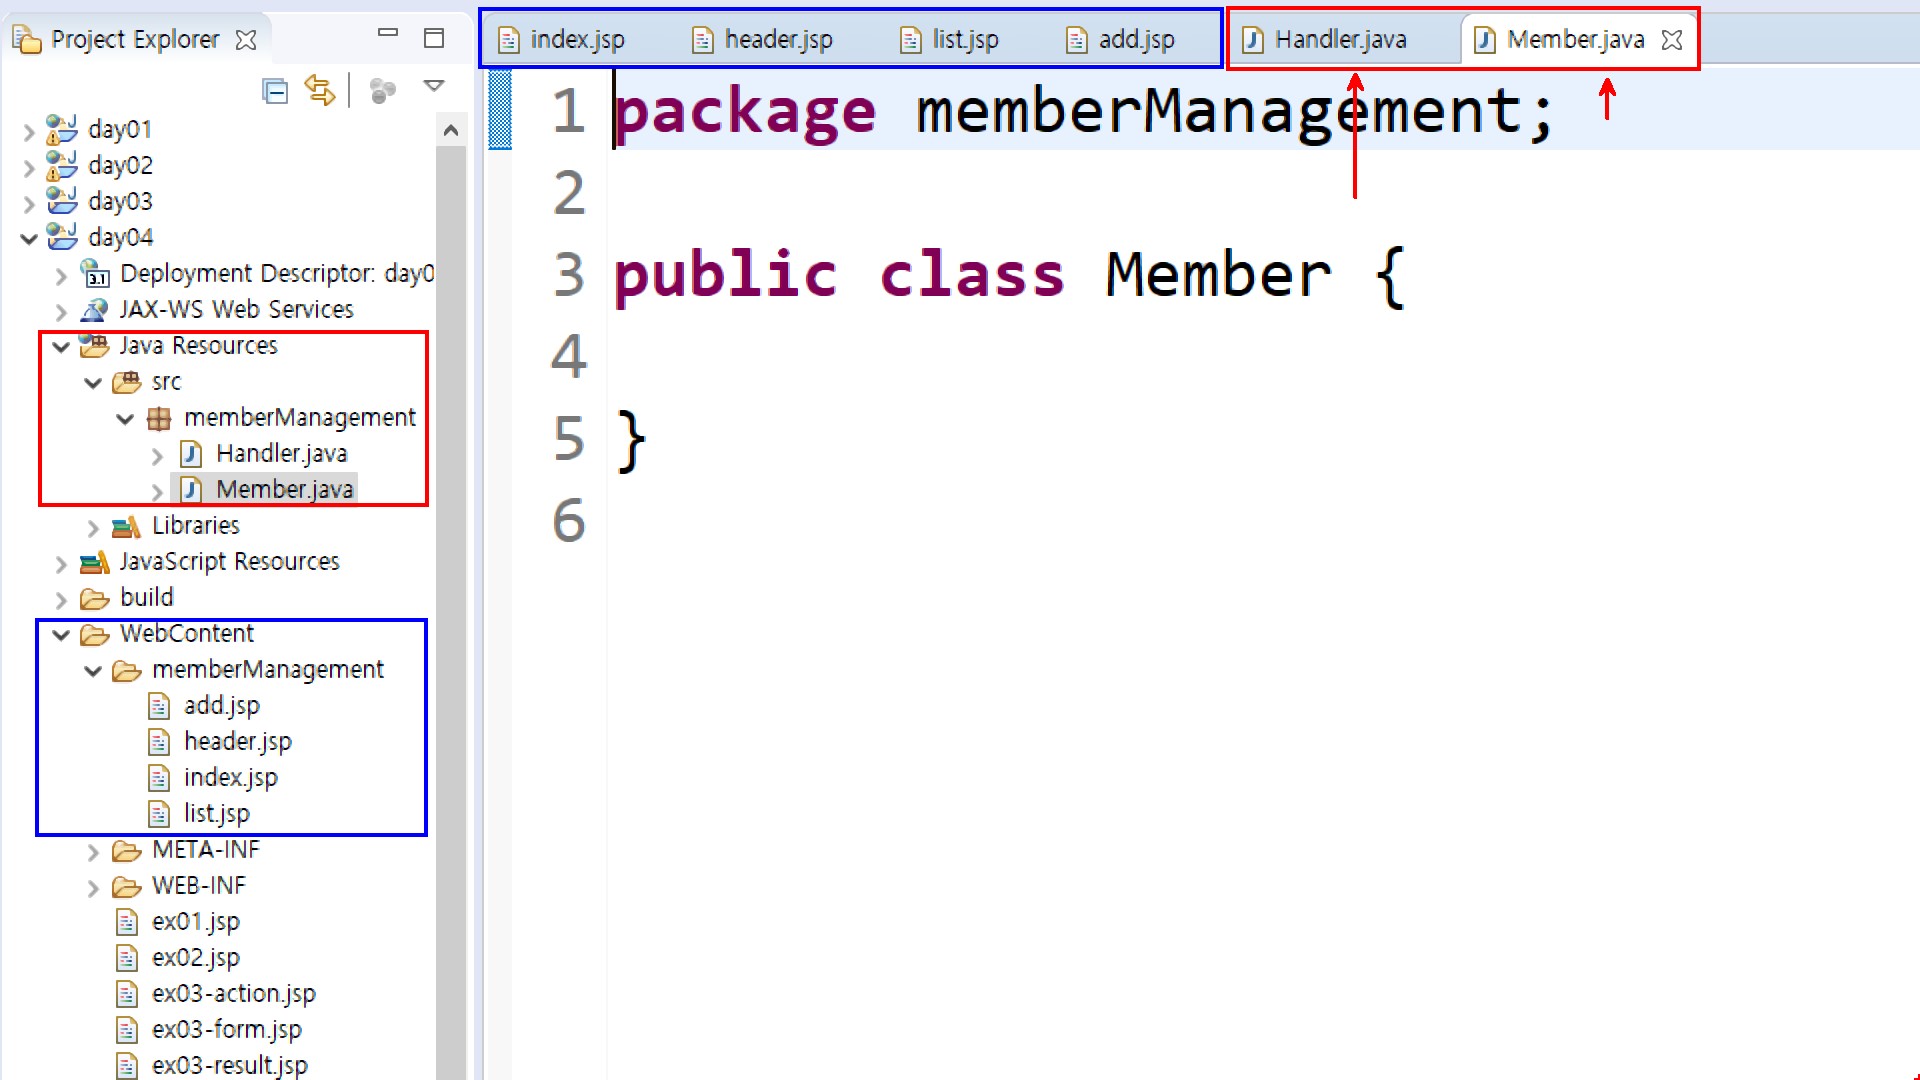 Project Explorer
day01
day02
day03
day04
3.1 Deployment Descriptor: day0
JAX-WS Web Services
Java Resources
src
memberManagement
J Handler.java
J Member.java
Libraries
JavaScript Resources
build
WebContent
memberManagement
add.jsp
header.jsp
index.jsp
list.jsp
META-INF
WEB-INF
ex01.jsp
ex02.jsp
ex03-action.jsp
ex03-form.jsp
ex03-result.jsp
index.jsp header.jsp list.jsp add.jsp J Handler.java J Member.java
1 package memberManagement;
2
3 public class Member {
4
5 }
6